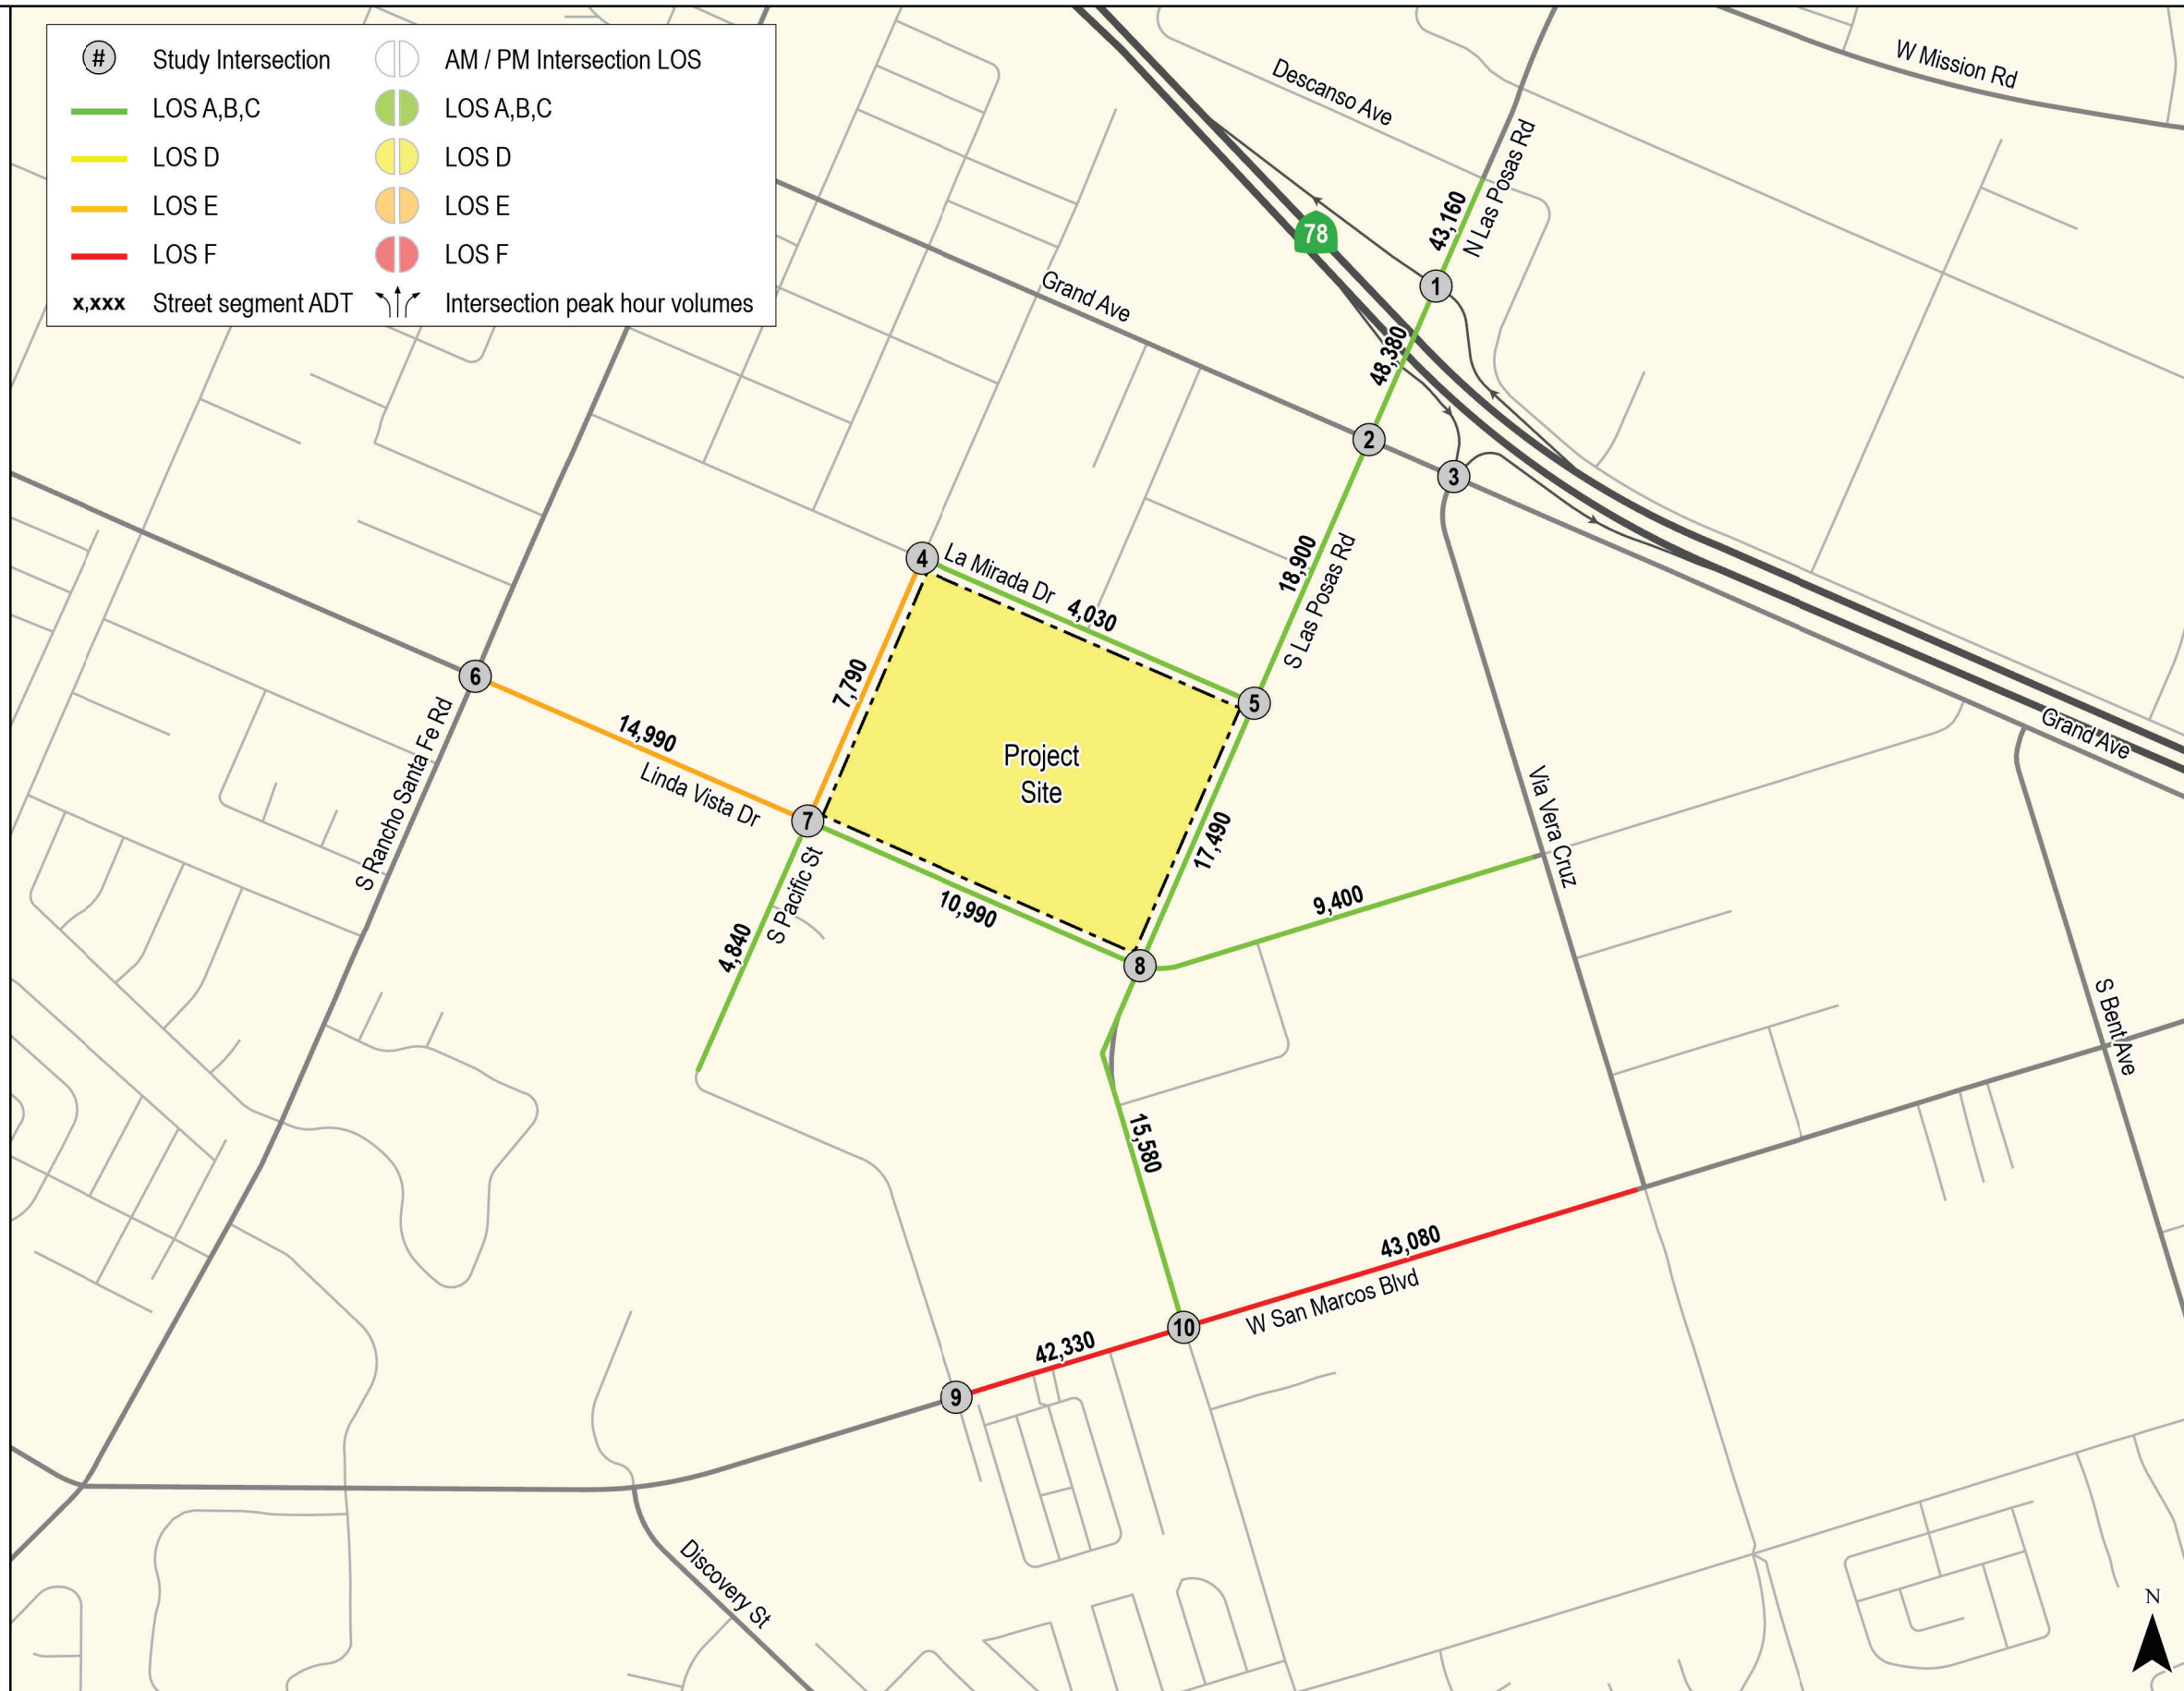 # Study Intersection
AM / PM Intersection LOS
LOS A,B,C
LOS A,B,C
LOS D
LOS D
LOS E
LOS E
LOS F
LOS F
x,xxx Street segment ADT
Intersection peak hour volumes
W Mission Rd
Descanso Ave
N Las Posas Rd
43,160
78
1
Grand Ave
48,380
2
3
4
La Mirada Dr
4,030
18,900
S Las Posas Rd
5
6
7,790
14,990
Linda Vista Dr
Project
Site
S Rancho Santa Fe Rd
Grand Ave
Via Vera Cruz
7
S Pacific St
17,490
10,990
9,400
4,840
8
S Bent Ave
15,580
43,080
W San Marcos Blvd
10
42,330
9
Discovery St
N